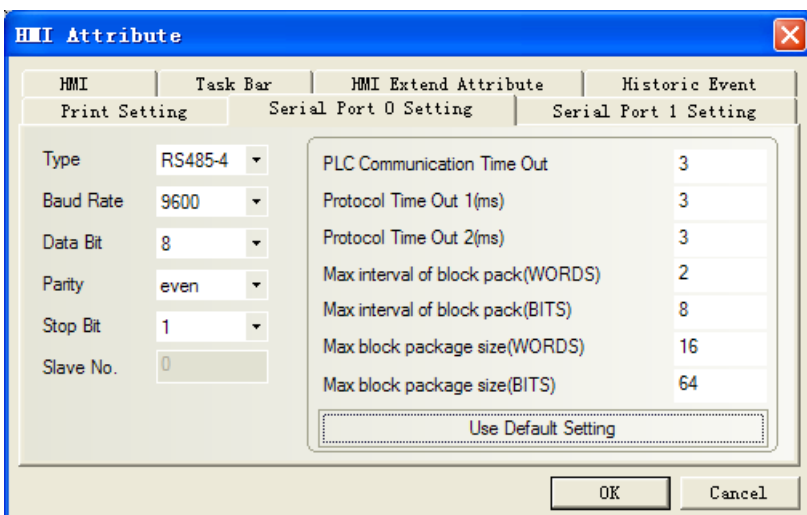 HMI Attribute
HMI Task Bar HMI Extend Attribute Historic Event
Print Setting Serial Port 0 Setting Serial Port 1 Setting
Type RS485-4
Baud Rate 9600
Data Bit 8
Parity even
Stop Bit 1
Slave No. 0
PLC Communication Time Out 3
Protocol Time Out 1(ms) 3
Protocol Time Out 2(ms) 3
Max interval of block pack(WORDS) 2
Max interval of block pack(BITS) 8
Max block package size(WORDS) 16
Max block package size(BITS) 64
Use Default Setting
OK Cancel